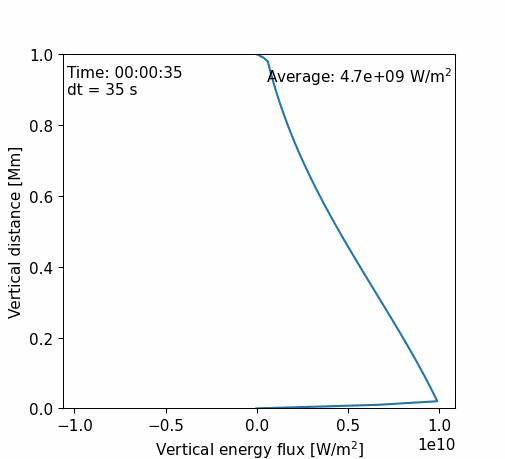 Time: 00:00:35
dt = 35 s
Average: 4.7e+09 W/m²
Vertical distance [Mm]
1.0
0.8
0.6
0.4
0.2
0.0
−1.0 −0.5 0.0 0.5 1.0
1e10
Vertical energy flux [W/m²]